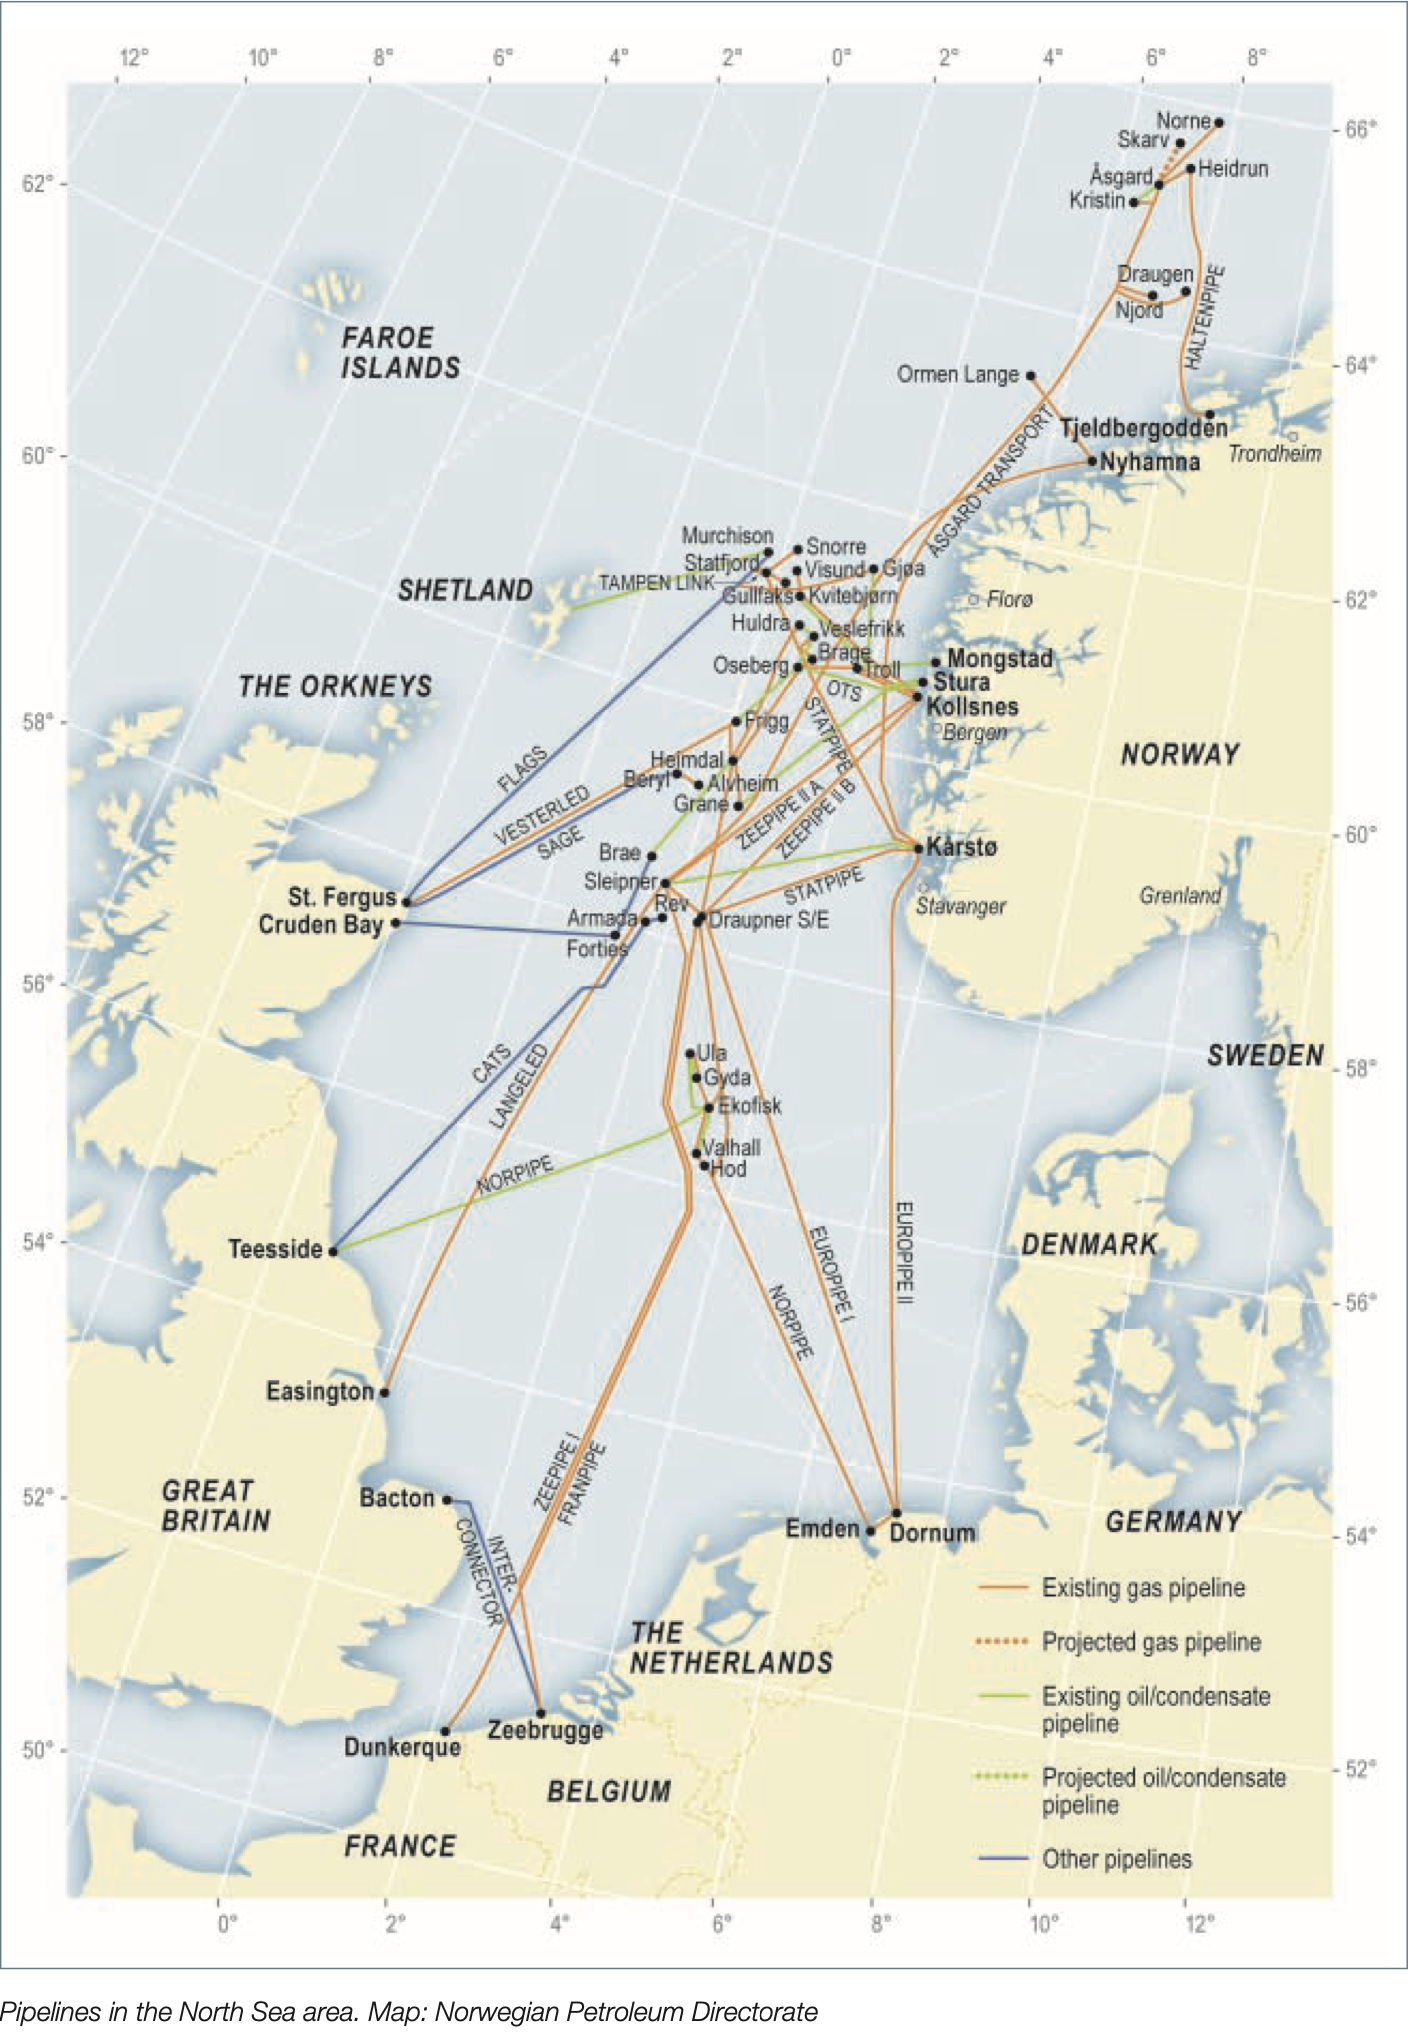 12°
10°
8°
6°
4°
2°
0°
2°
4°
6°
8°
66°
64°
62°
60°
58°
56°
54°
52°
62°
60°
58°
56°
54°
52°
50°
0°
2°
4°
6°
8°
10°
12°
Norne
Skarv
Heidrun
Åsgard
Kristin
Draugen
Njord
HALTENPIPE
FAROE
ISLANDS
Ormen Lange
Tjeldbergodden
Trondheim
Nyhamna
ÅSGARD TRANSPORT
Murchison
Snorre
Statfjord
Visund
Gjøa
TAMPEN LINK
Gullfaks
Kvitebjørn
SHETLAND
Florø
Huldra
Veslefrikk
Brage
Oseberg
Troll
Mongstad
Stura
Kollsnes
Bergen
OTS
STATPIPE
THE ORKNEYS
Frigg
FLAGS
Heimdal
Beryl
Alvheim
Grane
NORWAY
VESTERLED
SAGE
ZEEPIPE II A
ZEEPIPE II B
Brae
Kårstø
Sleipner
STATPIPE
Rev
St. Fergus
Cruden Bay
Armada
Forties
Draupner S/E
Stavanger
Grenland
CATS
LANGELED
Ula
Gyda
Ekofisk
SWEDEN
Valhall
Hod
NORPIPE
Teesside
EUROPIPE I
EUROPIPE II
NORPIPE
DENMARK
Easington
ZEEPIPE I
FRANPIPE
GREAT
BRITAIN
Bacton
INTER-
CONNECTOR
Emden
Dornum
GERMANY
THE
NETHERLANDS
Zeebrugge
Dunkerque
BELGIUM
FRANCE
Existing gas pipeline
Projected gas pipeline
Existing oil/condensate
pipeline
Projected oil/condensate
pipeline
Other pipelines
Pipelines in the North Sea area. Map: Norwegian Petroleum Directorate